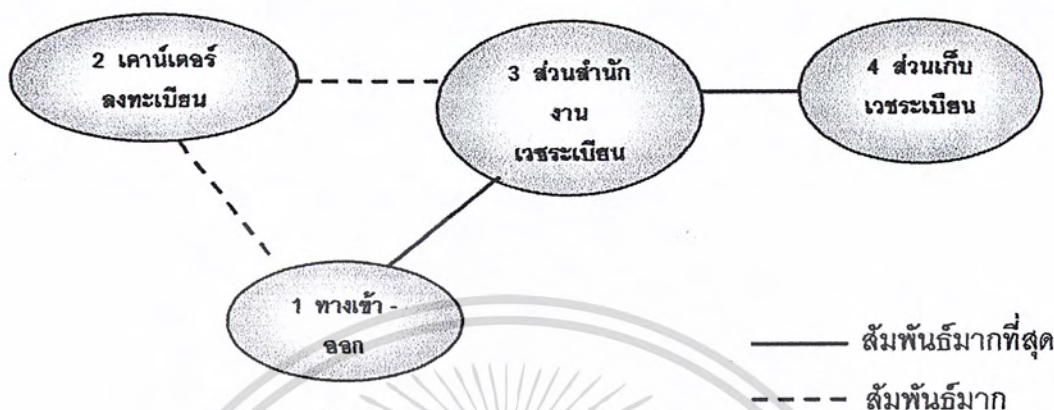 2 เคาน์เตอร์
ลงทะเบียน
3 ส่วนสำนัก
งาน
เวชระเบียน
4 ส่วนเก็บ
เวชระเบียน
1 ทางเข้า -
ออก
สัมพันธ์มากที่สุด
สัมพันธ์มาก